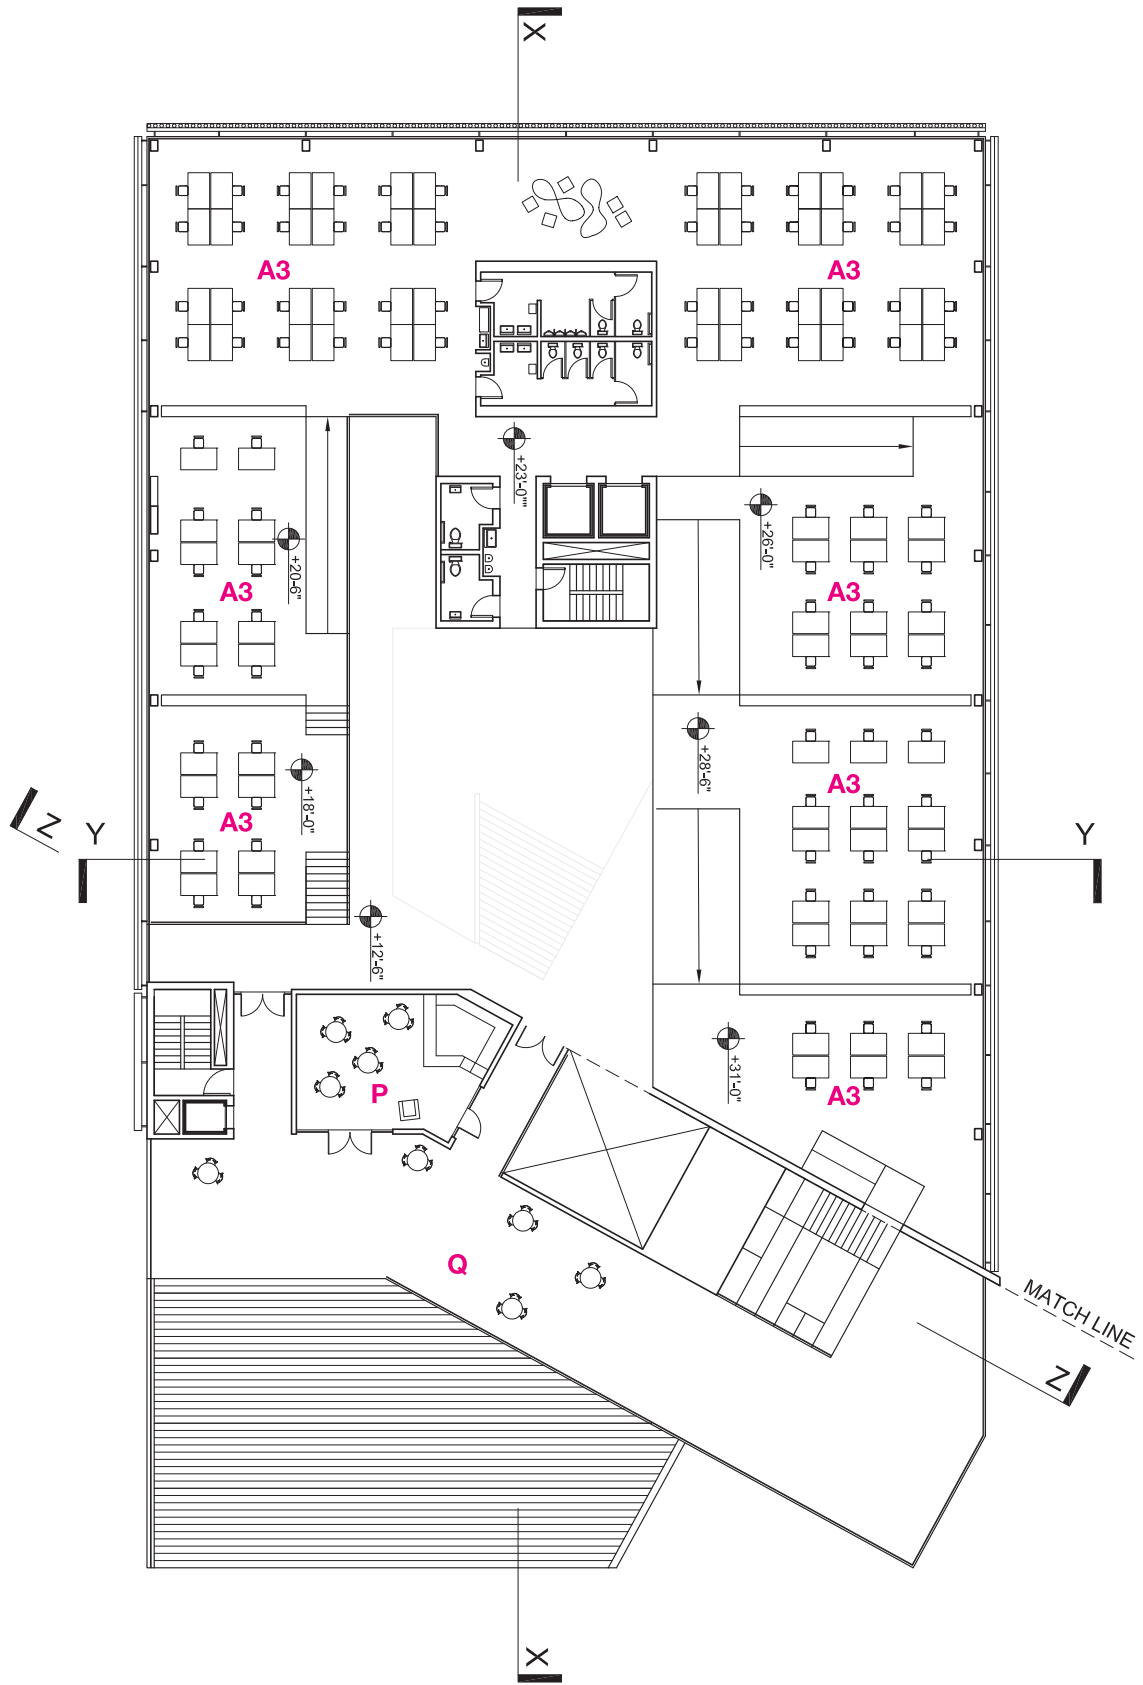 X
A3
A3
+23'-0""
+26'-0"
+20-6"
A3
A3
+28'-6"
+18'-0"
A3
A3
Z
Y
Y
+12'-6"
+31'-0"
P
A3
Q
MATCH LINE
Z
X